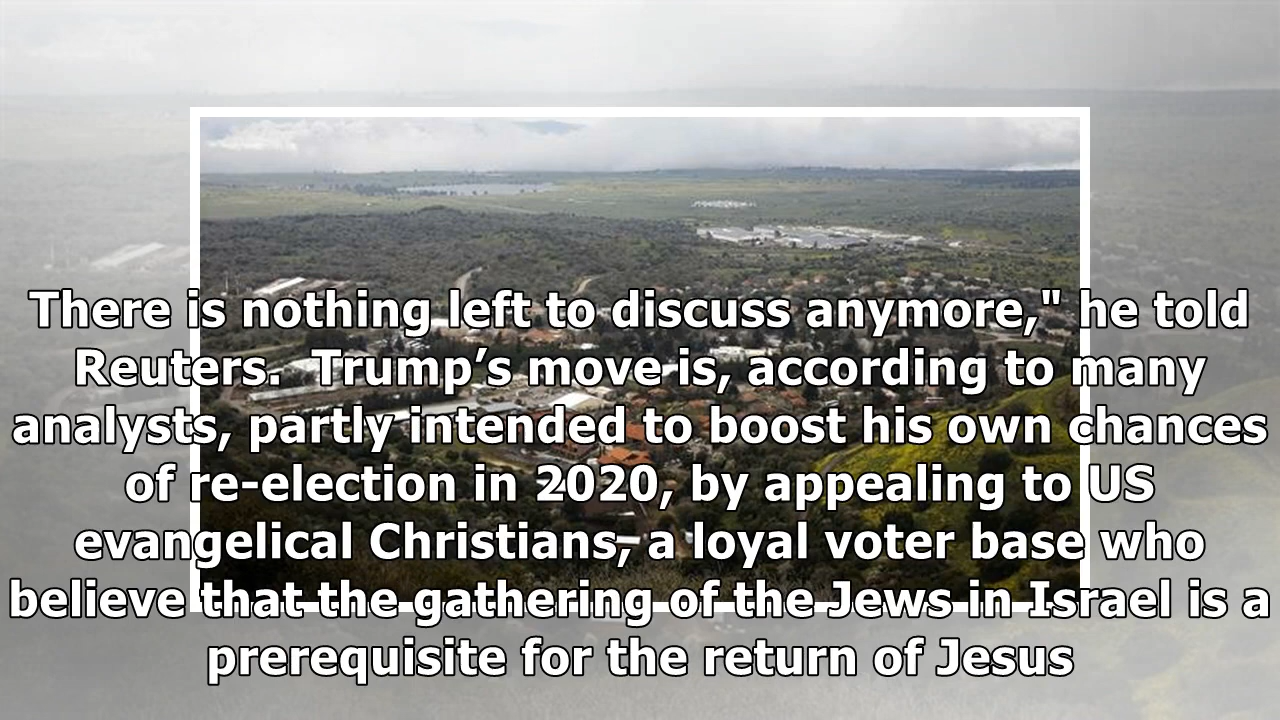 There is nothing left to discuss anymore," he told
Reuters.  Trump’s move is, according to many
analysts, partly intended to boost his own chances
of re-election in 2020, by appealing to US
evangelical Christians, a loyal voter base who
believe that the gathering of the Jews in Israel is a
prerequisite for the return of Jesus